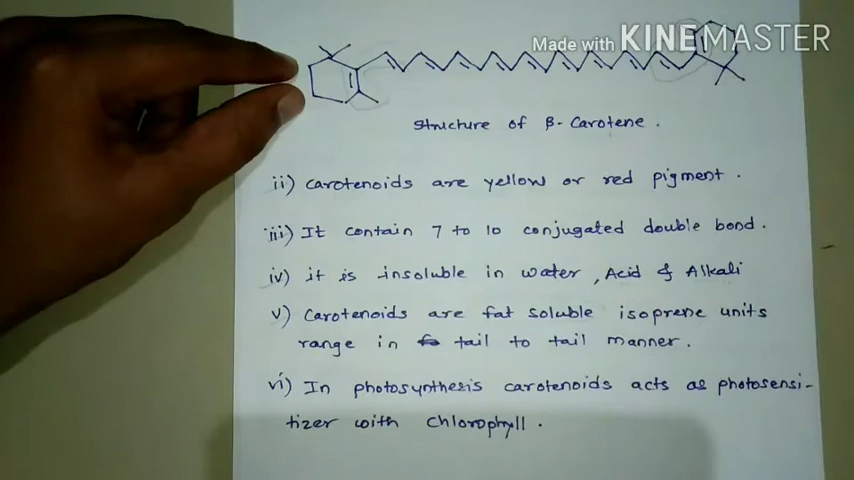 Made with KINEMASTER
Structure of β-Carotene.
ii) Carotenoids are yellow or red pigment.
iii) It contain 7 to 10 conjugated double bond.
iv) it is insoluble in water, Acid & Alkali
v) Carotenoids are fat soluble isoprene units
range in tail to tail manner.
vi) In photosynthesis carotenoids acts as photosensi-
tizer with chlorophyll.